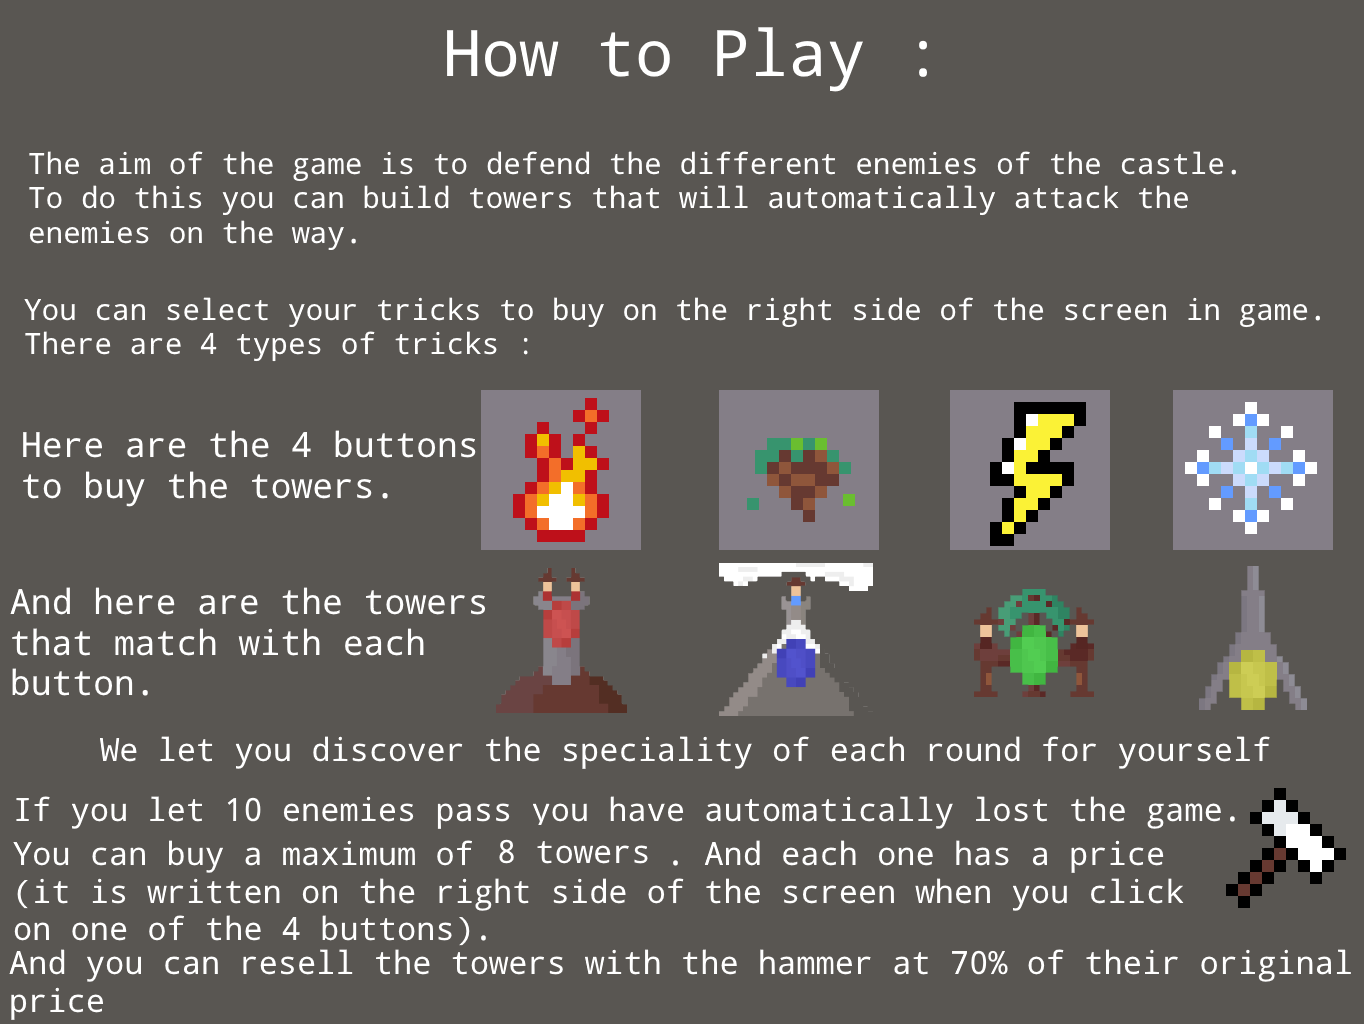 How to Play :
The aim of the game is to defend the different enemies of the castle.
To do this you can build towers that will automatically attack the
enemies on the way.
You can select your tricks to buy on the right side of the screen in game.
There are 4 types of tricks :
Here are the 4 buttons
to buy the towers.
And here are the towers
that match with each
button.
We let you discover the speciality of each round for yourself
If you let 10 enemies pass you have automatically lost the game.
You can buy a maximum of 8 towers . And each one has a price
(it is written on the right side of the screen when you click
on one of the 4 buttons).
And you can resell the towers with the hammer at 70% of their original
price